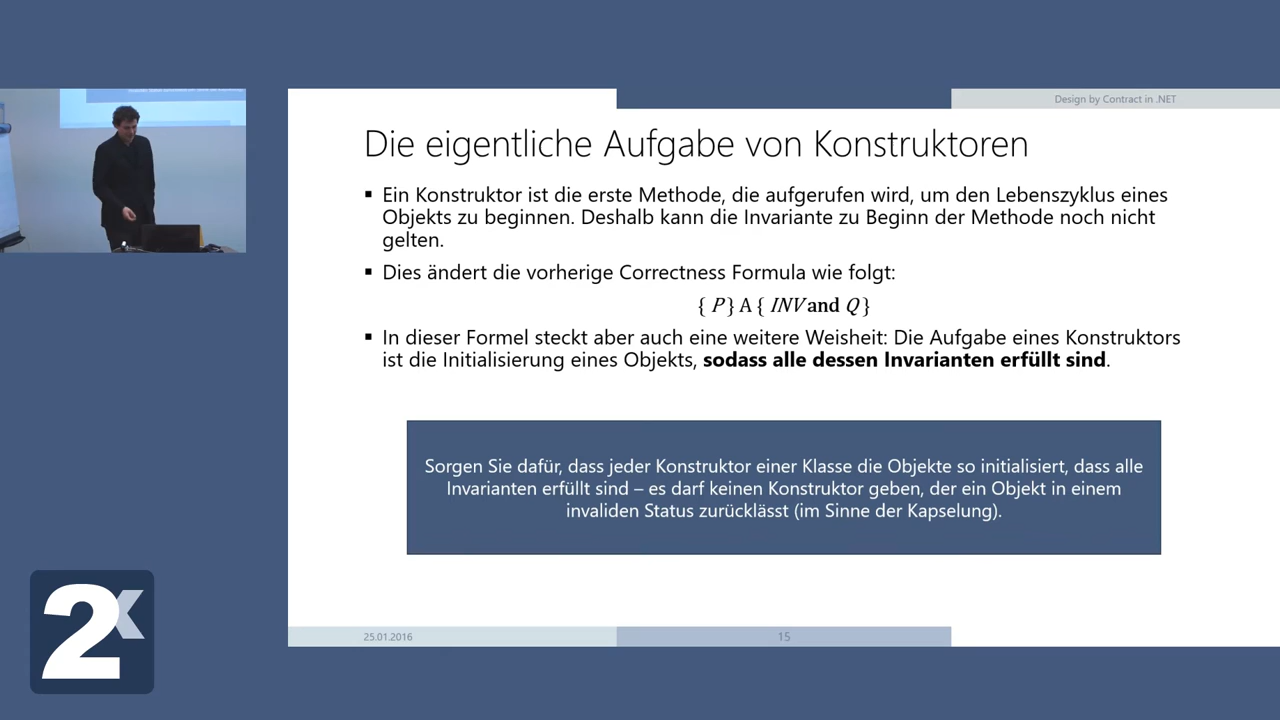 Design by Contract in .NET
Die eigentliche Aufgabe von Konstruktoren
▪ Ein Konstruktor ist die erste Methode, die aufgerufen wird, um den Lebenszyklus eines
Objekts zu beginnen. Deshalb kann die Invariante zu Beginn der Methode noch nicht
gelten.
▪ Dies ändert die vorherige Correctness Formula wie folgt:
{ P } A { INV and Q }
▪ In dieser Formel steckt aber auch eine weitere Weisheit: Die Aufgabe eines Konstruktors
ist die Initialisierung eines Objekts, sodass alle dessen Invarianten erfüllt sind.
Sorgen Sie dafür, dass jeder Konstruktor einer Klasse die Objekte so initialisiert, dass alle
Invarianten erfüllt sind – es darf keinen Konstruktor geben, der ein Objekt in einem
invaliden Status zurücklässt (im Sinne der Kapselung).
25.01.2016
15
2x